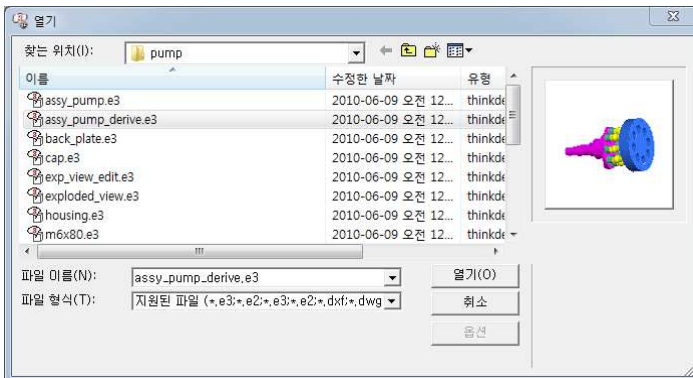 열기
찾는 위치(I): pump
이름 수정한 날짜 유형
assy_pump.e3 2010-06-09 오전 12... thinkde
assy_pump_derive.e3 2010-06-09 오전 12... thinkde
back_plate.e3 2010-06-09 오전 12... thinkde
cap.e3 2010-06-09 오전 12... thinkde
exp_view_edit.e3 2010-06-09 오전 12... thinkde
exploded_view.e3 2010-06-09 오전 12... thinkde
housing.e3 2010-06-09 오전 12... thinkde
m6x80.e3 2010-06-09 오전 12... thinkde
파일 이름(N): assy_pump_derive.e3 열기(O)
파일 형식(T): 지원된 파일 (*.e3;*.e2;*.e3;*.e2;*.dxf;*.dwg 취소
옵션